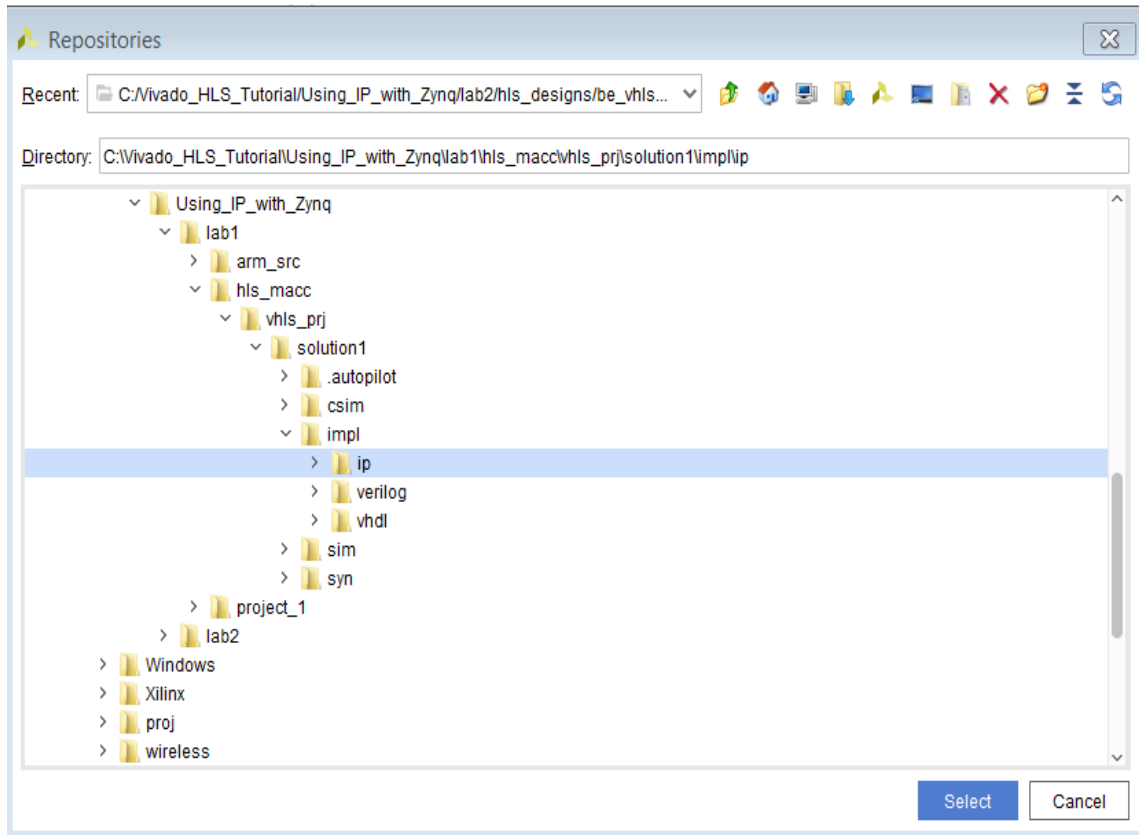 Repositories
Recent: C:/Vivado_HLS_Tutorial/Using_IP_with_Zynq/lab2/hls_designs/be_vhls...
Directory: C:\Vivado_HLS_Tutorial\Using_IP_with_Zynq\lab1\hls_macc\vhls_prj\solution1\impl\ip
Using_IP_with_Zynq
lab1
arm_src
hls_macc
vhls_prj
solution1
.autopilot
csim
impl
ip
verilog
vhdl
sim
syn
project_1
lab2
Windows
Xilinx
proj
wireless
Select Cancel